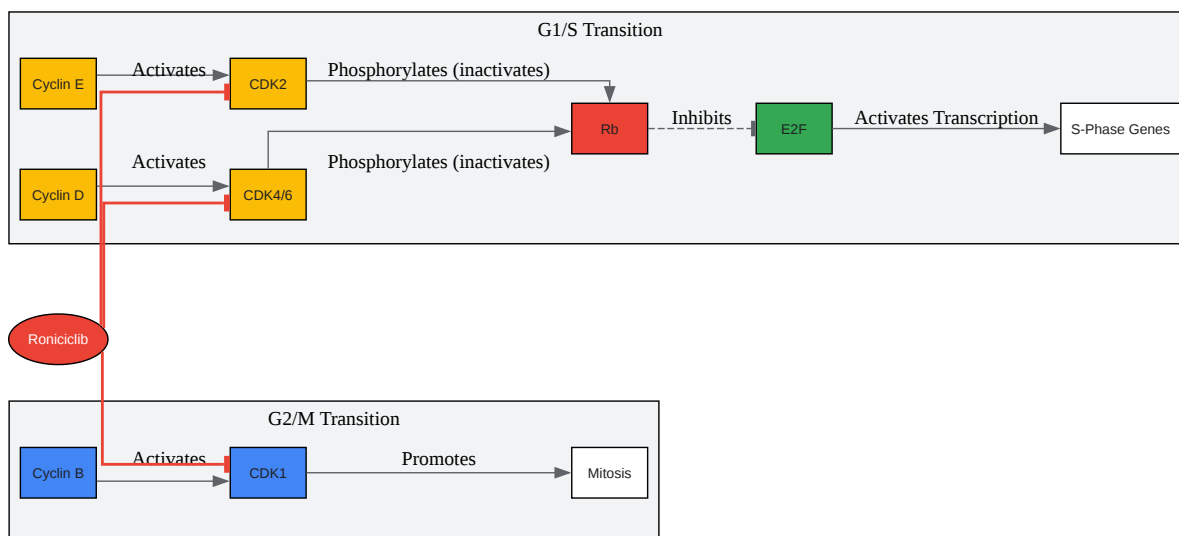 G1/S Transition
Cyclin E
Activates
CDK2
Phosphorylates (inactivates)
Rb
Inhibits
E2F
Activates Transcription
S-Phase Genes
Cyclin D
Activates
CDK4/6
Phosphorylates (inactivates)
Roniciclib
G2/M Transition
Cyclin B
Activates
CDK1
Promotes
Mitosis